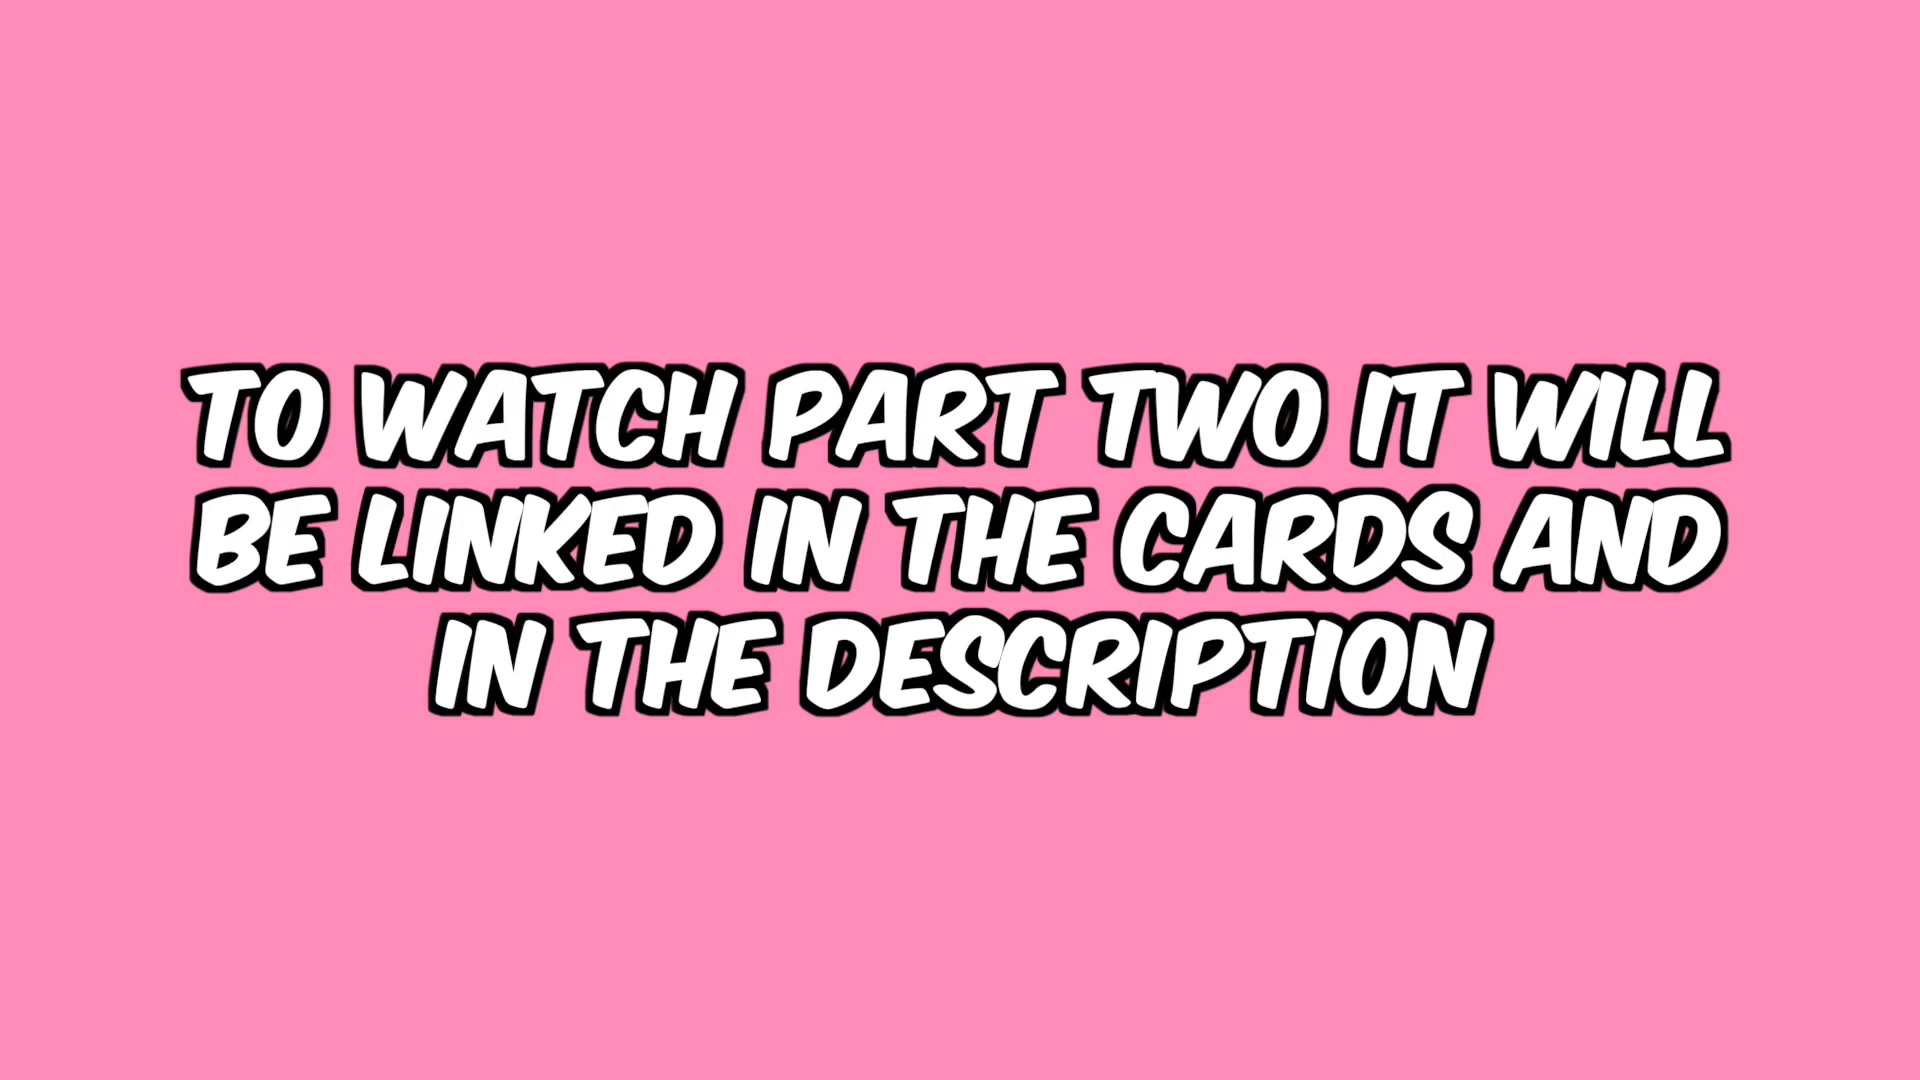 TO WATCH PART TWO IT WILL
BE LINKED IN THE CARDS AND
IN THE DESCRIPTION